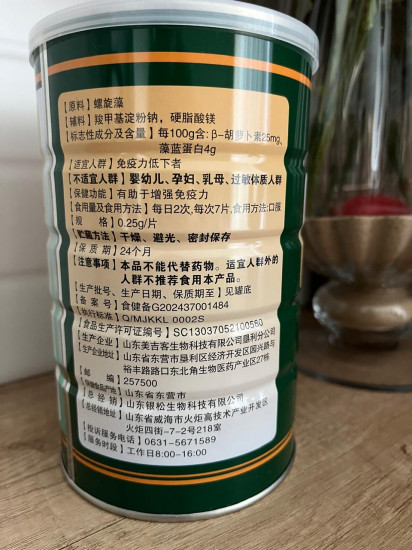 【原料】螺旋藻
【辅料】羧甲基淀粉钠，硬脂酸镁
【标志性成分及含量】每100g含：β-胡萝卜素25mg、
藻蓝蛋白4g
【适宜人群】免疫力低下者
【不适宜人群】婴幼儿、孕妇、乳母、过敏体质人群
【保健功能】有助于增强免疫力
【食用量及食用方法】每日2次，每次7片，食用方法：口服
【规 格】0.25g/片
【贮藏方法】干燥、避光、密封保存
【保质期】24个月
【注意事项】本品不能代替药物。适宜人群外的
人群不推荐食用本产品。
【生产批号、生产日期、保质期至】见罐底
【备案号】食健备G202437001484
【执行标准】Q/MJKKL 0002S
【食品生产许可证编号】SC13037052100580
【生产企业】山东美吉客生物科技有限公司
【生产企业地址】山东省东营市垦利区经济开发区园兴路与
裕丰路路口东北角生物医药产业区27栋
【邮 编】257500
【保健食品产地】山东省东营市
【总经销】山东银松生物科技有限公司
【总经销地址】山东省威海市火炬高技术产业开发区
火炬四街-7-2号218室
【投诉服务电话】0631-5671589
【服务时段】工作日8:00-16:00